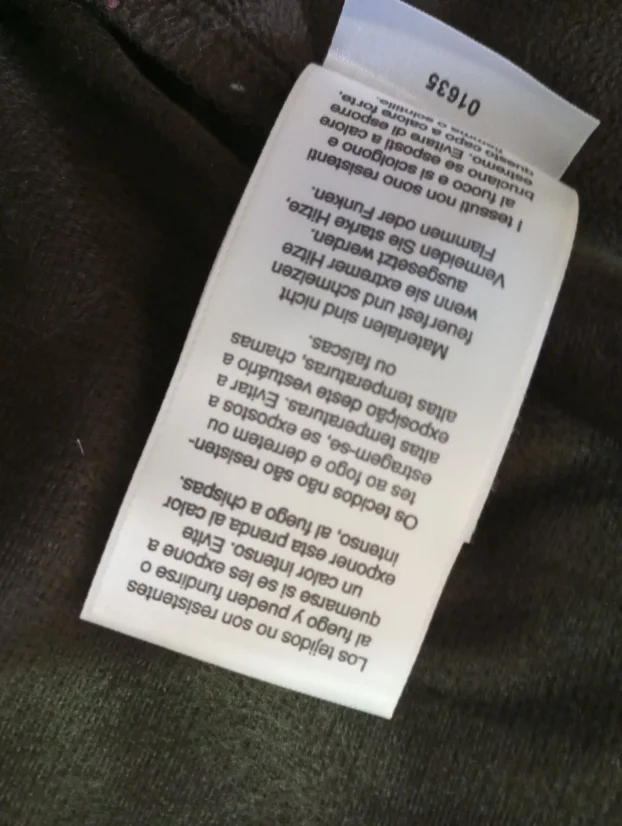 Los tejidos no son resistentes
al fuego y pueden fundirse o
quemarse si se les expone a
un calor intenso. Evite
exponer esta prenda al calor
intenso, al fuego a chispas.
Os tecidos não são resisten-
tes ao fogo e derretem ou
estragem-se, se expostos a
altas temperaturas. Evitar a
exposição deste vestuário a
altas temperaturas, chamas
ou faíscas.
Materialen sind nicht
feuerfest und schmelzen
wenn sie extremer Hitze
ausgesetzt werden.
Vermeiden Sie starke Hitze,
Flammen oder Funken.
I tessuti non sono resistenti
al fuoco e si sciolgono e
bruciano se esposti a calore
estremo. Evitare di esporre
questo capo a calore forte,
fiamma o scintille.
01635